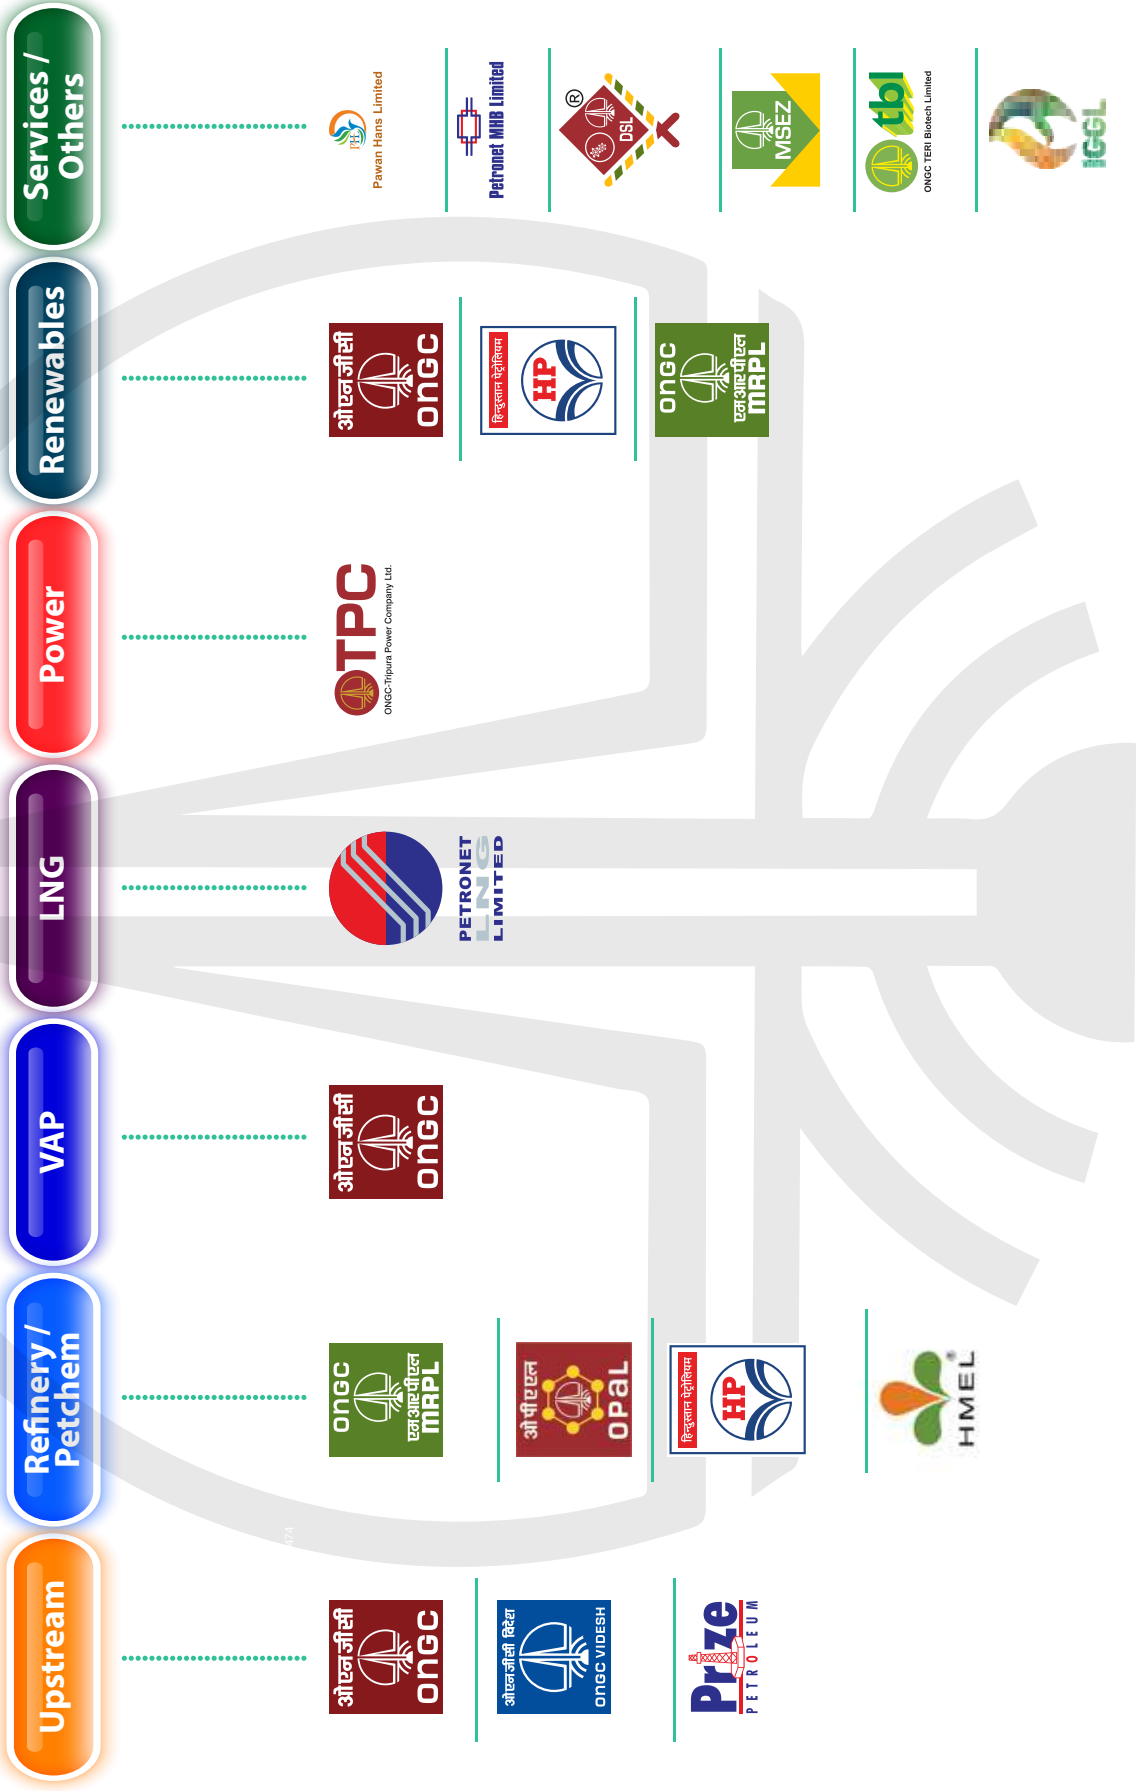 Upstream
ओएनजीसी
ONGC
ओएनजीसी विदेश
ONGC VIDESH
Prize
PETROLEUM
Refinery /
Petchem
ONGC
एमआरपीएल
MRPL
ओपीएएल
OPaL
हिन्दुस्तान पेट्रोलियम
HP
HMEL
®
VAP
ओएनजीसी
ONGC
LNG
PETRONET
LNG
LIMITED
Power
OTPC
ONGC-Tripura Power Company Ltd.
Renewables
ओएनजीसी
ONGC
हिन्दुस्तान पेट्रोलियम
HP
ONGC
एमआरपीएल
MRPL
Services /
Others
PHL
Pawan Hans Limited
Petronet MHB Limited
DSL
®
MSEZ
tbl
ONGC TERI Biotech Limited
IGGL
474